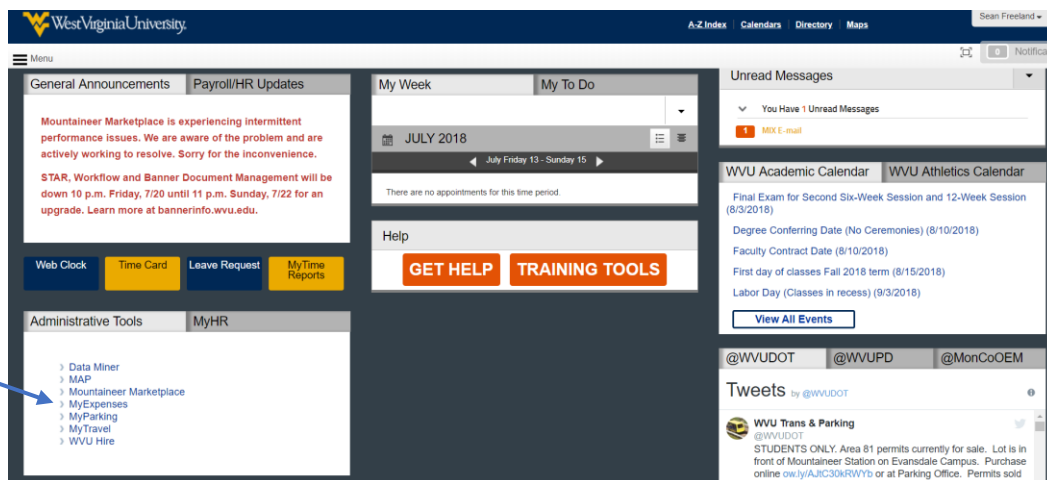 WestVirginiaUniversity.
A-Z Index Calendars Directory Maps
Sean Freeland
Menu
0 Notifica
General Announcements Payroll/HR Updates
Mountaineer Marketplace is experiencing intermittent
performance issues. We are aware of the problem and are
actively working to resolve. Sorry for the inconvenience.
STAR, Workflow and Banner Document Management will be
down 10 p.m. Friday, 7/20 until 11 p.m. Sunday, 7/22 for an
upgrade. Learn more at bannerinfo.wvu.edu.
Web Clock
Time Card
Leave Request
MyTime
Reports
Administrative Tools MyHR
Data Miner
MAP
Mountaineer Marketplace
MyExpenses
MyParking
MyTravel
WVU Hire
My Week My To Do
JULY 2018
July Friday 13 - Sunday 15
There are no appointments for this time period.
Help
GET HELP TRAINING TOOLS
Unread Messages
You Have 1 Unread Messages
1 MIX E-mail
WVU Academic Calendar WVU Athletics Calendar
Final Exam for Second Six-Week Session and 12-Week Session
(8/3/2018)
Degree Conferring Date (No Ceremonies) (8/10/2018)
Faculty Contract Date (8/10/2018)
First day of classes Fall 2018 term (8/15/2018)
Labor Day (Classes in recess) (9/3/2018)
View All Events
@WVUDOT @WVUPD @MonCoOEM
Tweets by @WVUDOT
WVU Trans & Parking
@WVUDOT
STUDENTS ONLY. Area 81 permits currently for sale. Lot is in
front of Mountaineer Station on Evansdale Campus. Purchase
online ow.ly/AJtC30kRWYb or at Parking Office. Permits sold